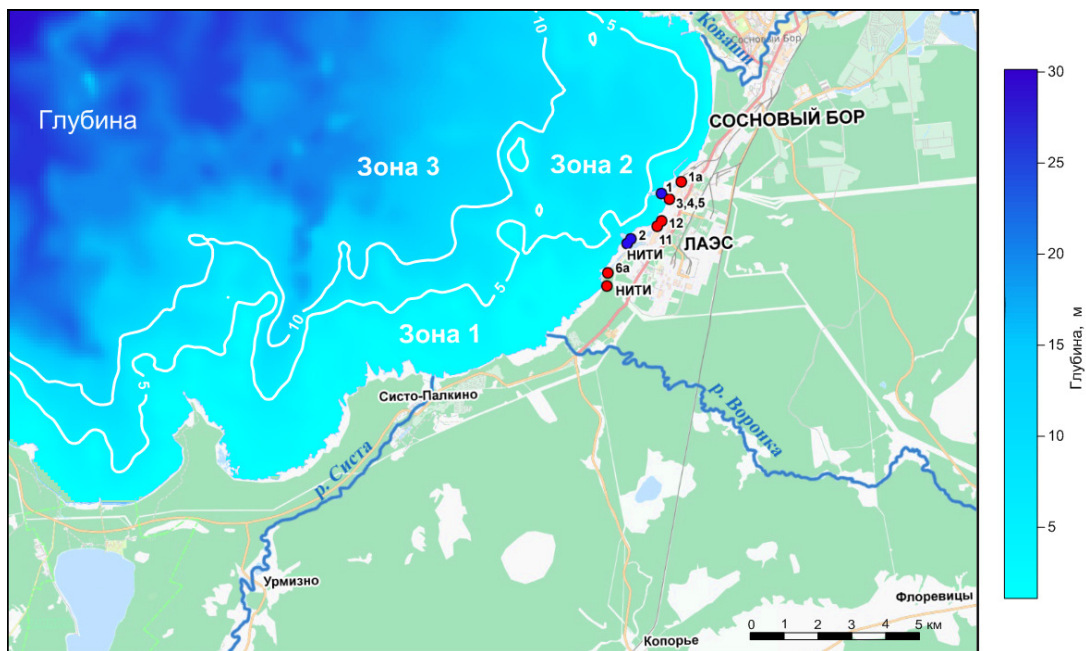 р. Коваши
Сосновый Бор
10
5
30
Глубина
СОСНОВЫЙ БОР
Зона 3
Зона 2
25
1а
1
3,4,5
12
11
2
ЛАЭС
НИТИ
20
6а
НИТИ
5
10
Зона 1
15
5
Глубина, м
Систо-Палкино
р. Воронка
р. Систа
10
5
Урмизно
Флоревицы
0 1 2 3 4 5 км
Копорье